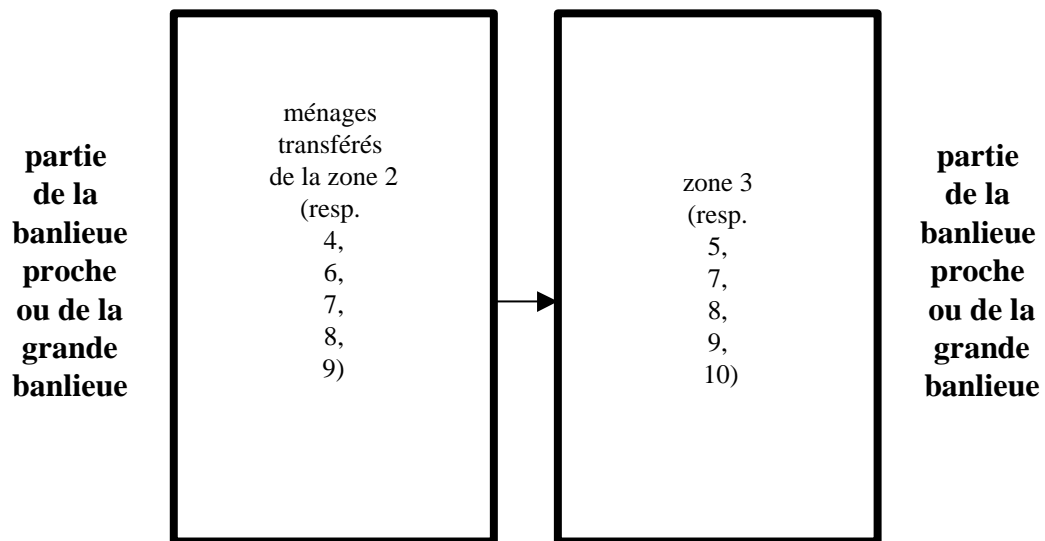 partie
de la
banlieue
proche
ou de la
grande
banlieue
ménages
transférés
de la zone 2
(resp.
4,
6,
7,
8,
9)
zone 3
(resp.
5,
7,
8,
9,
10)
partie
de la
banlieue
proche
ou de la
grande
banlieue